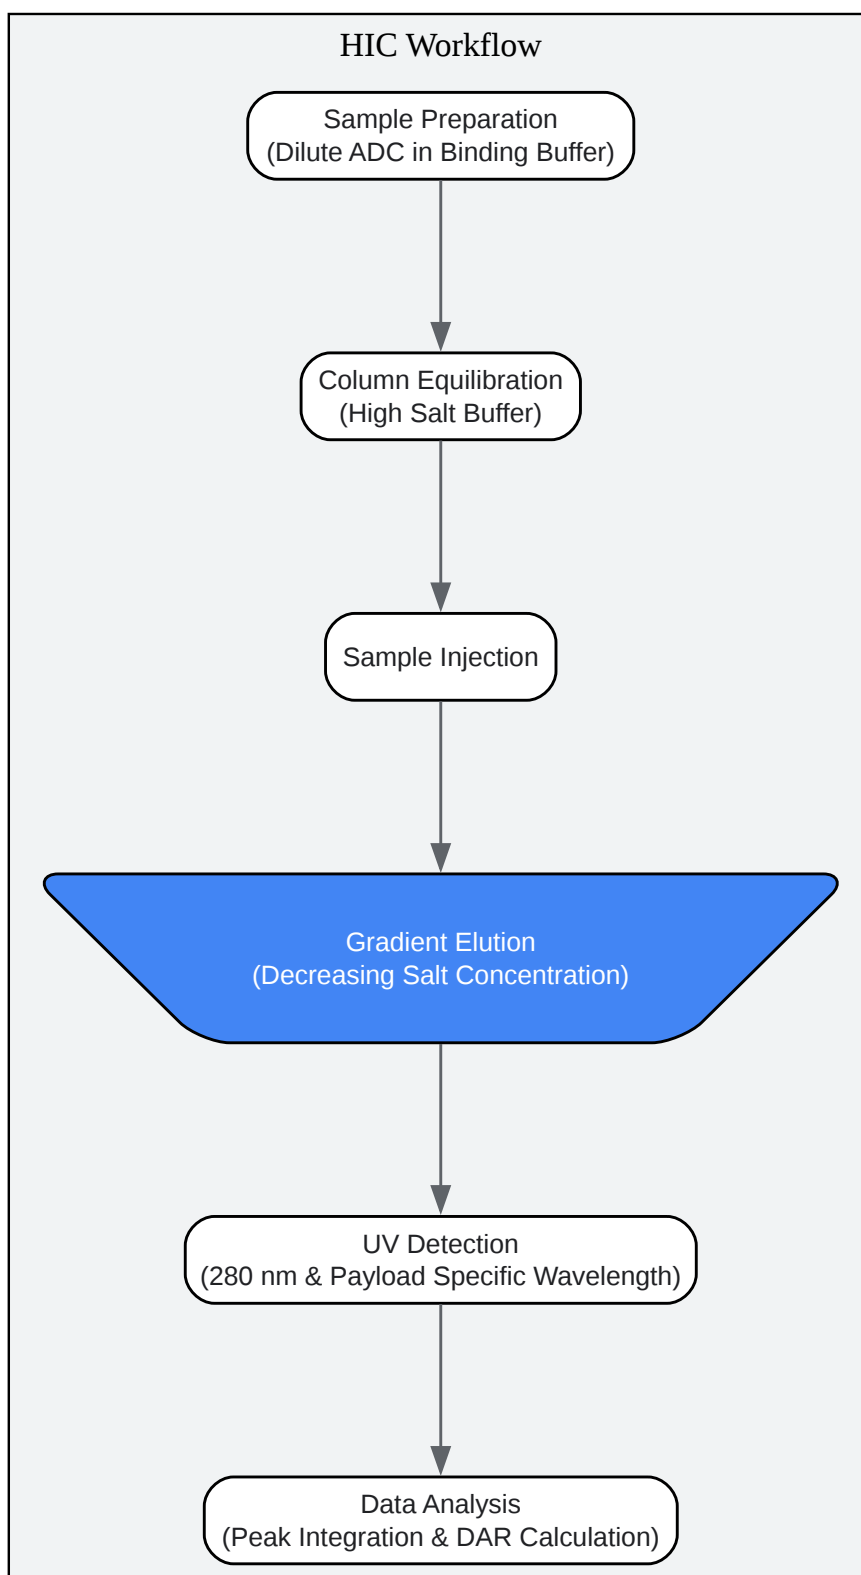 HIC Workflow
Sample Preparation
(Dilute ADC in Binding Buffer)
Column Equilibration
(High Salt Buffer)
Sample Injection
Gradient Elution
(Decreasing Salt Concentration)
UV Detection
(280 nm & Payload Specific Wavelength)
Data Analysis
(Peak Integration & DAR Calculation)